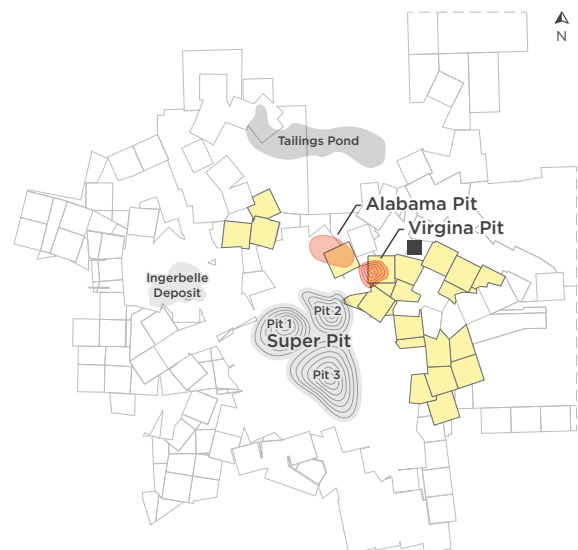 N
Tailings Pond
Alabama Pit
Virgina Pit
Ingerbelle
Deposit
Pit 2
Pit 1
Super Pit
Pit 3